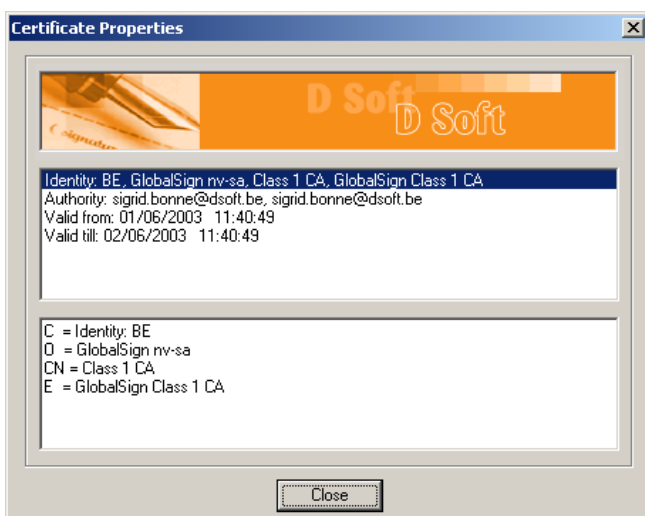 Certificate Properties
D Soft
D Soft
Identity: BE, GlobalSign nv-sa, Class 1 CA, GlobalSign Class 1 CA
Authority: sigrid.bonne@dsoft.be, sigrid.bonne@dsoft.be
Valid from: 01/06/2003 11:40:49
Valid till: 02/06/2003 11:40:49
C = Identity: BE
O = GlobalSign nv-sa
CN = Class 1 CA
E = GlobalSign Class 1 CA
Close